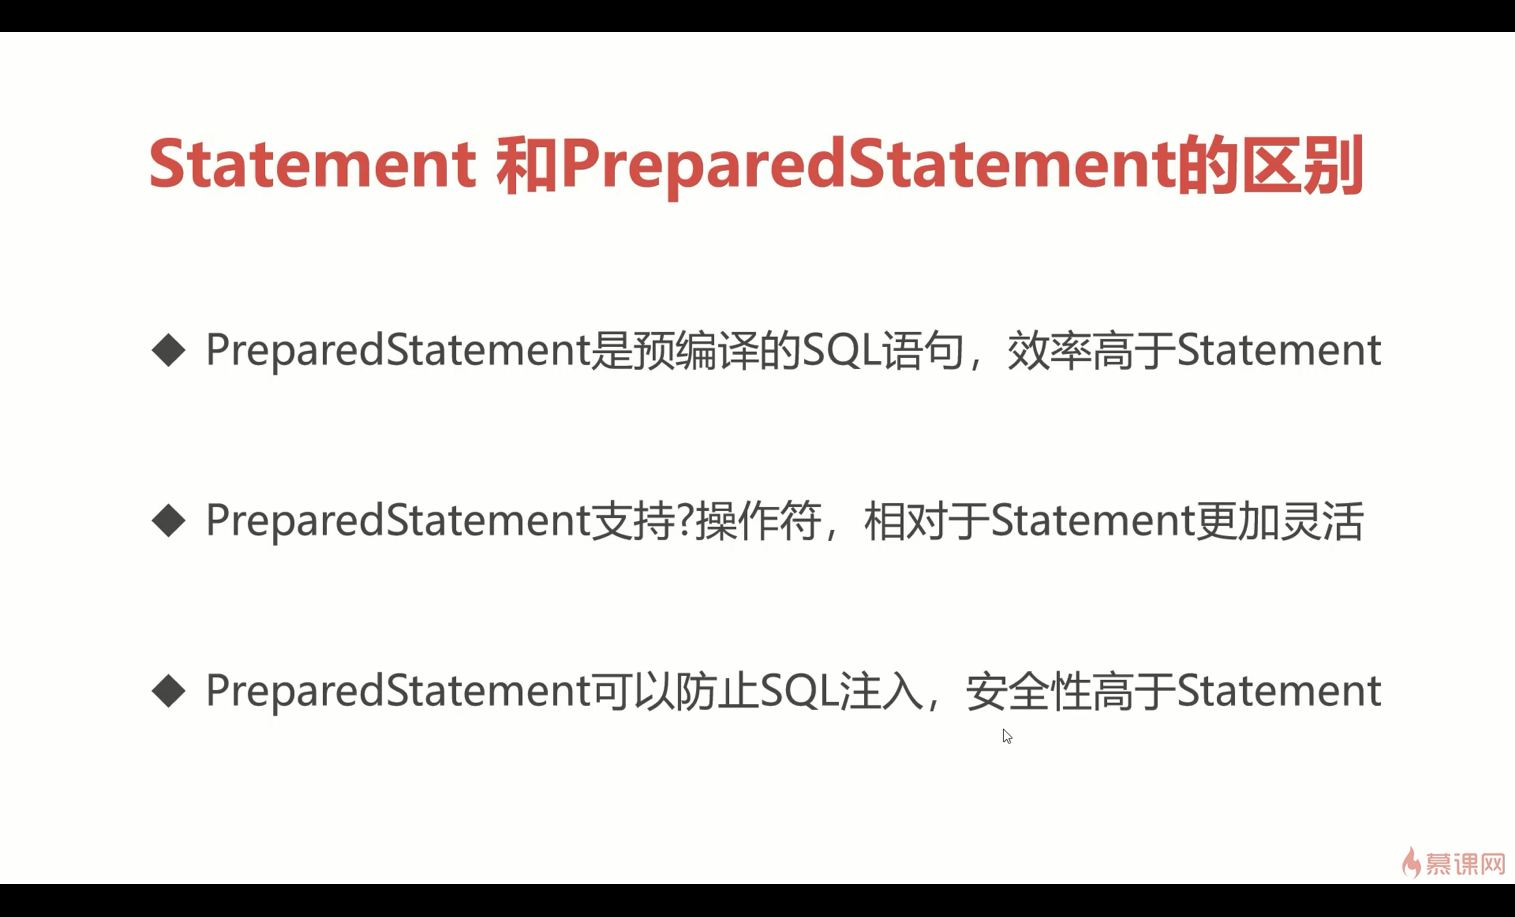 Statement 和PreparedStatement的区别
◆ PreparedStatement是预编译的SQL语句，效率高于Statement
◆ PreparedStatement支持?操作符，相对于Statement更加灵活
◆ PreparedStatement可以防止SQL注入，安全性高于Statement
慕课网